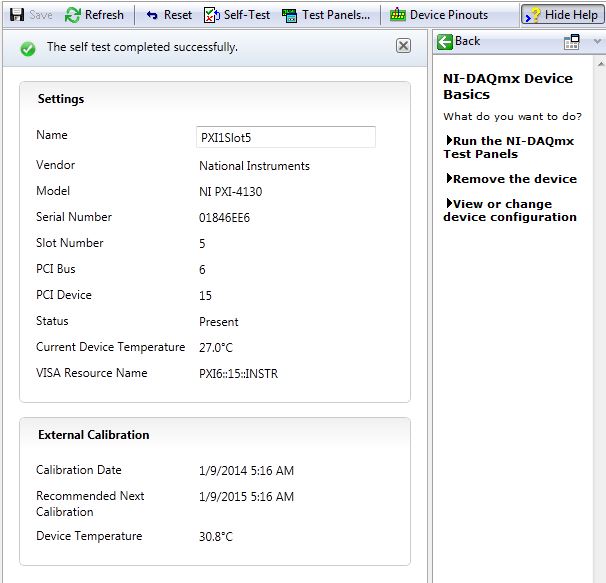 Save Refresh Reset Self-Test Test Panels... Device Pinouts Hide Help
The self test completed successfully.
Settings
Name PXI1Slot5
Vendor National Instruments
Model NI PXI-4130
Serial Number 01846EE6
Slot Number 5
PCI Bus 6
PCI Device 15
Status Present
Current Device Temperature 27.0°C
VISA Resource Name PXI6::15::INSTR
External Calibration
Calibration Date 1/9/2014 5:16 AM
Recommended Next 1/9/2015 5:16 AM
Calibration
Device Temperature 30.8°C
Back
NI-DAQmx Device
Basics
What do you want to do?
Run the NI-DAQmx
Test Panels
Remove the device
View or change
device configuration